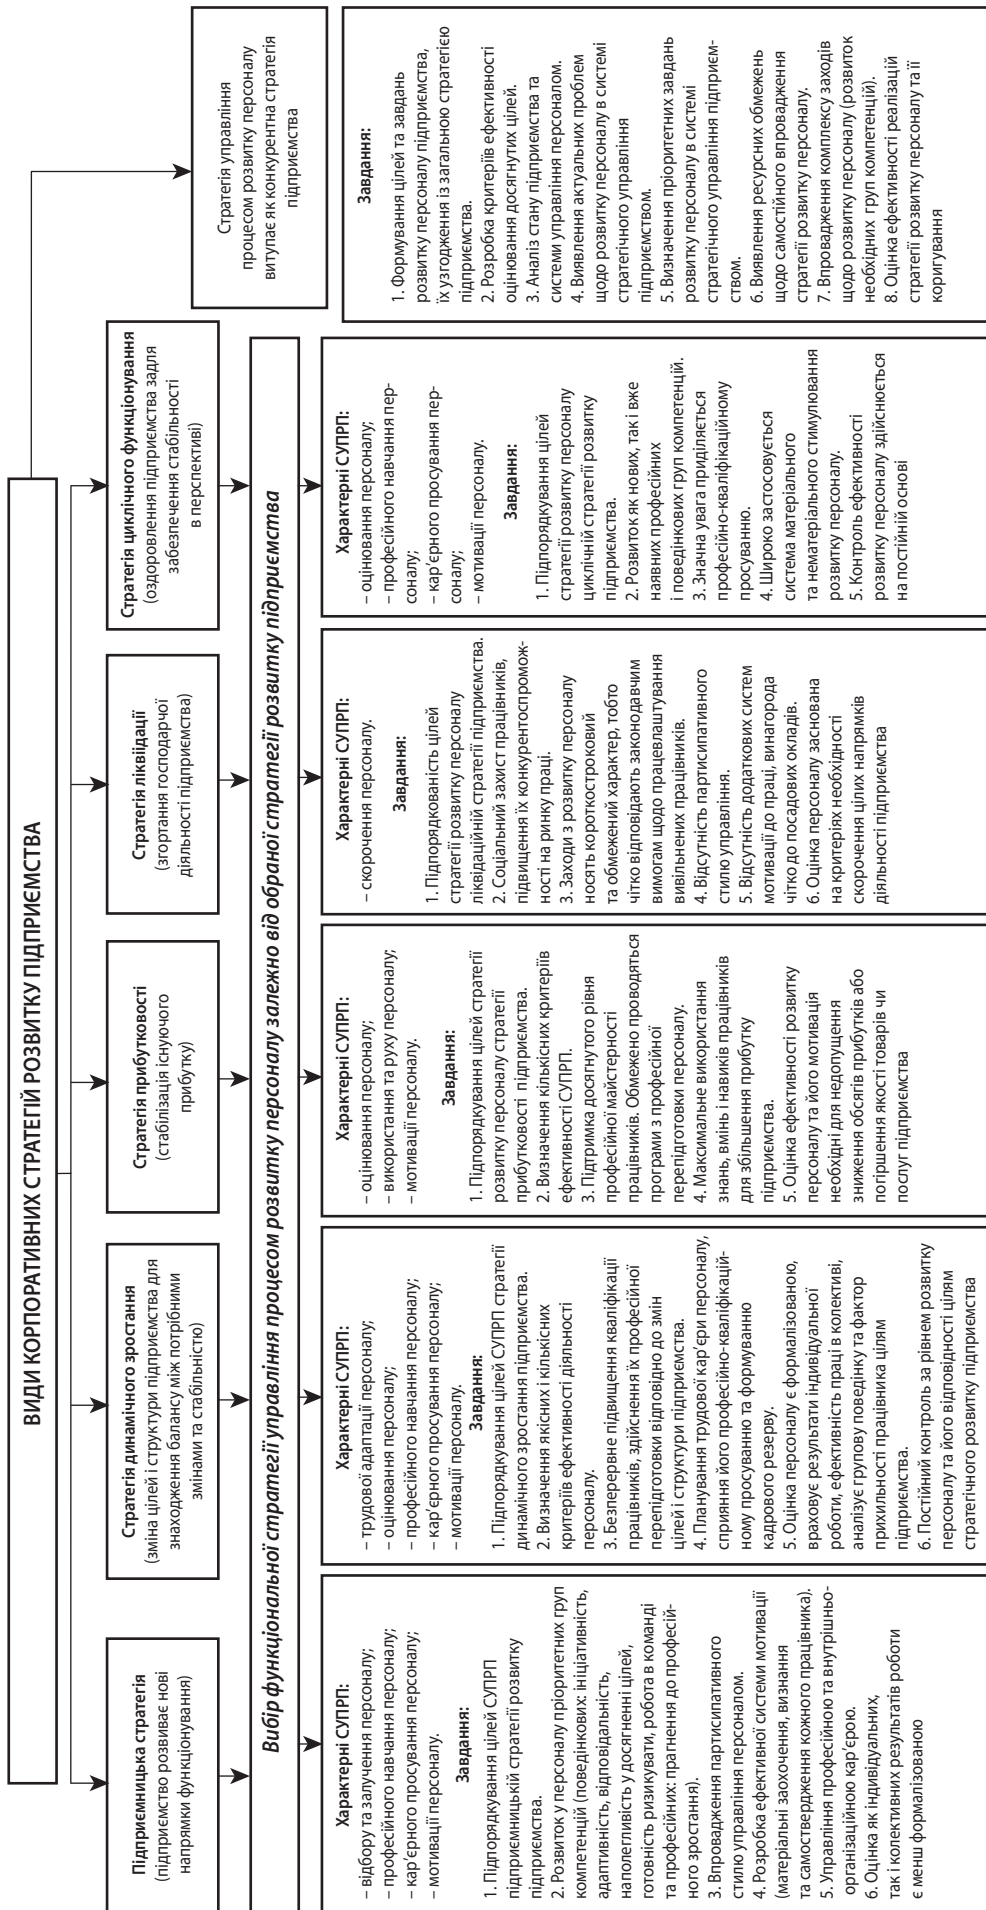 ВИДИ КОРПОРАТИВНИХ СТРАТЕГІЙ РОЗВИТКУ ПІДПРИЄМСТВА
Підприємницька стратегія
(підприємство розвиває нові
напрямки функціонування)
Стратегія динамічного зростання
(зміна цілей і структури підприємства для
знаходження балансу між потрібними
змінами та стабільністю)
Стратегія прибутковості
(стабілізація існуючого
прибутку)
Стратегія ліквідації
(згортання господарчої
діяльності підприємства)
Стратегія циклічного функціонування
(оздоровлення підприємства задля
забезпечення стабільності
в перспективі)
Стратегія управління
процесом розвитку персоналу
витупає як конкурентна стратегія
підприємства
Вибір функціональної стратегії управління процесом розвитку персоналу залежно від обраної стратегії розвитку підприємства
Характерні СУПРП:
– відбору та залучення персоналу;
– професійного навчання персоналу;
– кар’єрного просування персоналу;
– мотивації персоналу.
Завдання:
1. Підпорядкування цілей СУПРП
підприємницькій стратегії розвитку
підприємства.
2. Розвиток у персоналу пріоритетних груп
компетенцій (поведінкових: ініціативність,
адаптивність, відповідальність,
наполегливість у досягненні цілей,
готовність ризикувати, робота в команді
та професійних: прагнення до професій-
ного зростання).
3. Впровадження партисипативного
стилю управління персоналом.
4. Розробка ефективної системи мотивації
(матеріальні заохочення, визнання
та самоствердження кожного працівника).
5. Управління професійною та внутрішньо-
організаційною кар’єрою.
6. Оцінка як індивідуальних,
так і колективних результатів роботи
є менш формалізованою
Характерні СУПРП:
– трудової адаптації персоналу;
– оцінювання персоналу;
– професійного навчання персоналу;
– кар’єрного просування персоналу;
– мотивації персоналу.
Завдання:
1. Підпорядкування цілей СУПРП стратегії
динамічного зростання підприємства.
2. Визначення якісних і кількісних
критеріїв ефективності діяльності
персоналу.
3. Безперервне підвищення кваліфікації
працівників, здійснення їх професійної
перепідготовки відповідно до змін
цілей і структури підприємства.
4. Планування трудової кар’єри персоналу,
сприяння його професійно-кваліфікацій-
ному просуванню та формуванню
кадрового резерву.
5. Оцінка персоналу є формалізованою,
враховує результати індивідуальної
роботи, ефективність праці в колективі,
аналізує групову поведінку та фактор
прихильності працівника цілям
підприємства.
6. Постійний контроль за рівнем розвитку
персоналу та його відповідності цілям
стратегічного розвитку підприємства
Характерні СУПРП:
– оцінювання персоналу;
– використання та руху персоналу;
– мотивації персоналу.
Завдання:
1. Підпорядкування цілей стратегії
розвитку персоналу стратегії
прибутковості підприємства.
2. Визначення кількісних критеріїв
ефективності СУПРП.
3. Підтримка досягнутого рівня
професійної майстерності
працівників. Обмежено проводяться
програми з професійної
перепідготовки персоналу.
4. Максимальне використання
знань, вмінь і навиків працівників
для збільшення прибутку
підприємства.
5. Оцінка ефективності розвитку
персоналу та його мотивація
необхідні для недопущення
зниження обсягів прибутків або
погіршення якості товарів чи
послуг підприємства
Характерні СУПРП:
– скорочення персоналу.
Завдання:
1. Підпорядкованість цілей
стратегії розвитку персоналу
ліквідаційній стратегії підприємства.
2. Соціальний захист працівників,
підвищення їх конкурентоспромож-
ності на ринку праці.
3. Заходи з розвитку персоналу
носять короткостроковий
та обмежений характер, тобто
чітко відповідають законодавчим
вимогам щодо працевлаштування
вивільнених працівників.
4. Відсутність партисипативного
стилю управління.
5. Відсутність додаткових систем
мотивації до праці, винагорода
чітко до посадових окладів.
6. Оцінка персоналу заснована
на критеріях необхідності
скорочення цілих напрямків
діяльності підприємства
Характерні СУПРП:
– оцінювання персоналу;
– професійного навчання пер-
соналу;
– кар’єрного просування пер-
соналу;
– мотивації персоналу.
Завдання:
1. Підпорядкування цілей
стратегії розвитку персоналу
циклічній стратегії розвитку
підприємства.
2. Розвиток як нових, так і вже
наявних професійних
і поведінкових груп компетенцій.
3. Значна увага приділяється
професійно-кваліфікаційному
просуванню.
4. Широко застосовується
система матеріального
та нематеріального стимулювання
розвитку персоналу.
5. Контроль ефективності
розвитку персоналу здійснюється
на постійній основі
Завдання:
1. Формування цілей та завдань
розвитку персоналу підприємства,
їх узгодження із загальною стратегією
підприємства.
2. Розробка критеріїв ефективності
оцінювання досягнутих цілей.
3. Аналіз стану підприємства та
системи управління персоналом.
4. Виявлення актуальних проблем
щодо розвитку персоналу в системі
стратегічного управління
підприємством.
5. Визначення пріоритетних завдань
розвитку персоналу в системі
стратегічного управління підприєм-
ством.
6. Виявлення ресурсних обмежень
щодо самостійного впровадження
стратегії розвитку персоналу.
7. Впровадження комплексу заходів
щодо розвитку персоналу (розвиток
необхідних груп компетенцій).
8. Оцінка ефективності реалізацій
стратегії розвитку персоналу та її
коригування